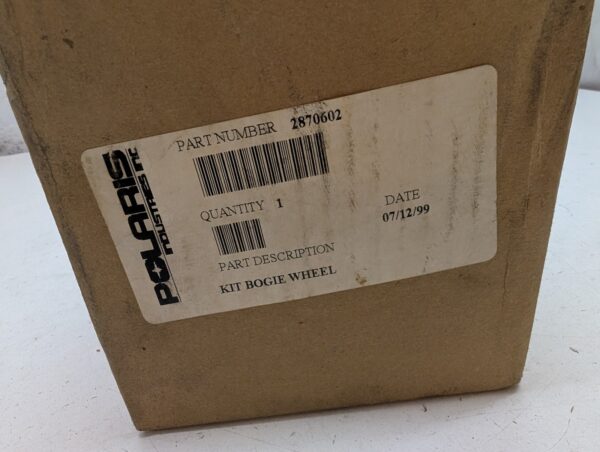 POLARIS
INDUSTRIES INC.
PART NUMBER 2870602
QUANTITY 1
DATE
07/12/99
PART DESCRIPTION
KIT BOGIE WHEEL